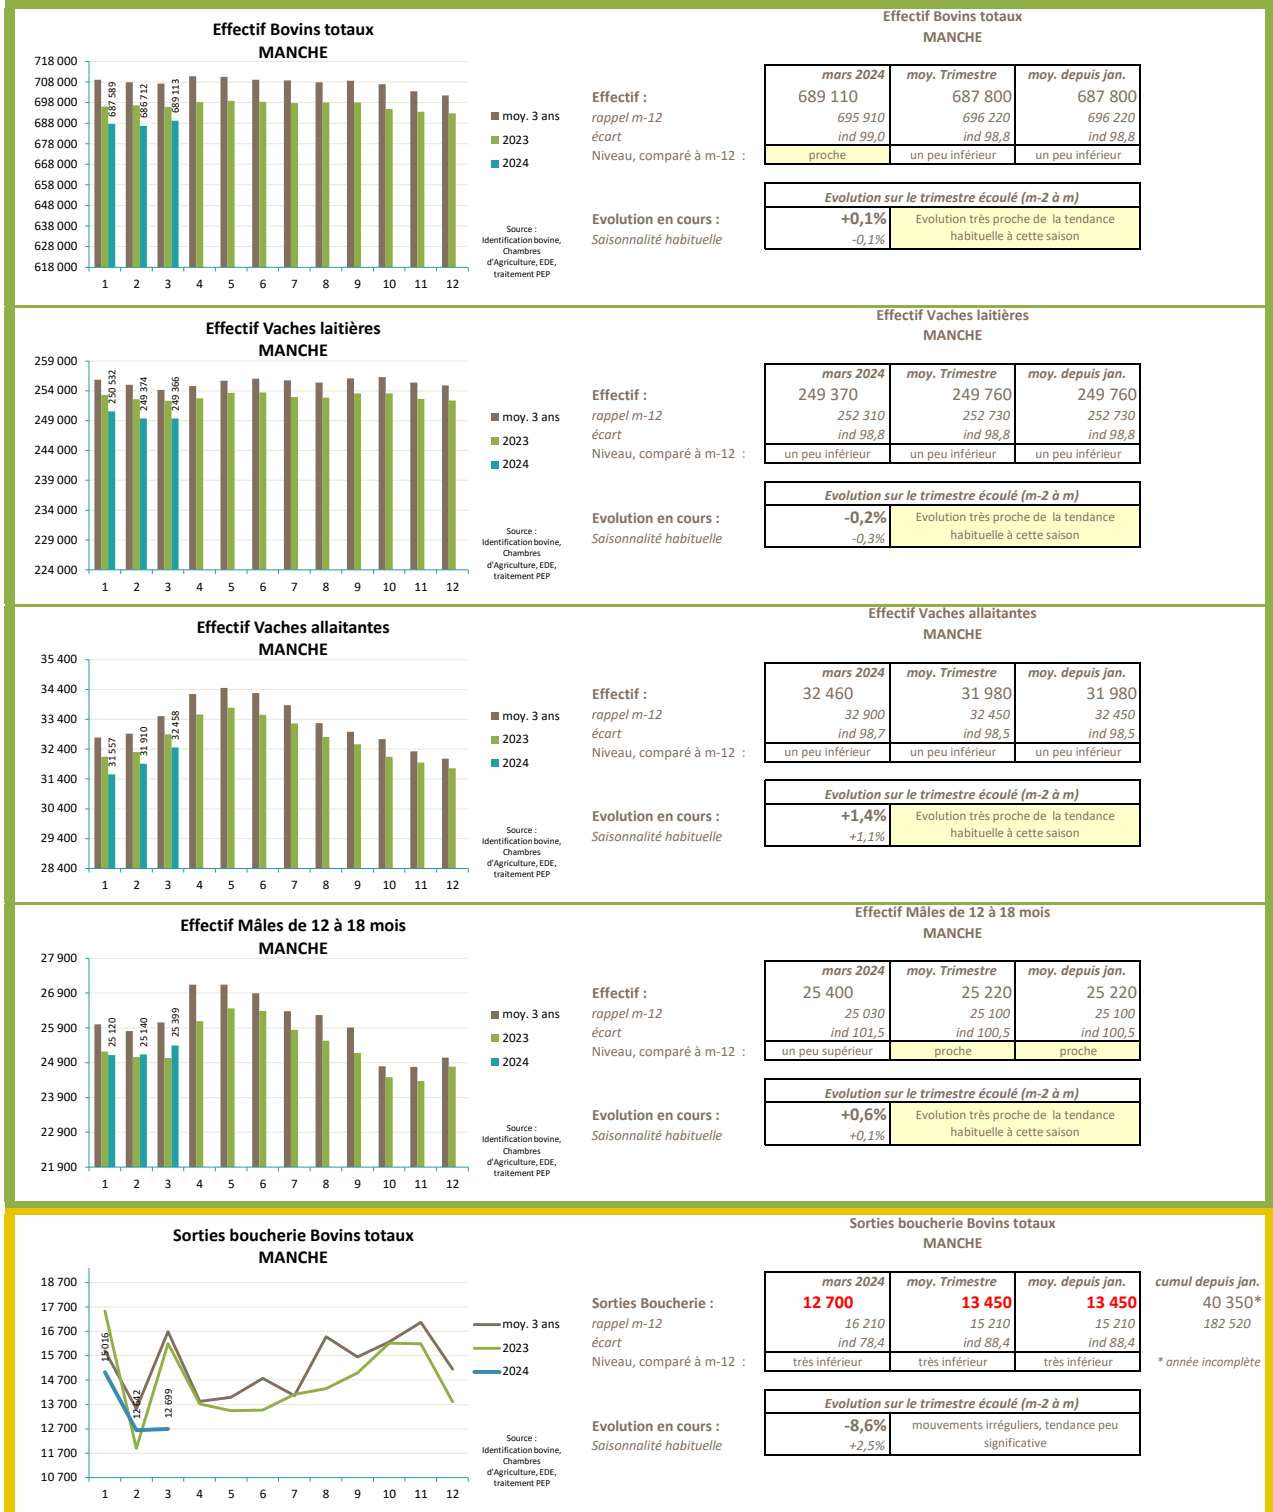 Effectif Bovins totaux
MANCHE
718 000
708 000
698 000
688 000
678 000
668 000
658 000
648 000
638 000
628 000
618 000
687 589
686 712
689 113
1 2 3 4 5 6 7 8 9 10 11 12
moy. 3 ans
2023
2024
Source :
Identification bovine,
Chambres
d'Agriculture, EDE,
traitement PEP
Effectif Bovins totaux
MANCHE
mars 2024 moy. Trimestre moy. depuis jan.
Effectif : 689 110 687 800 687 800
rappel m-12 695 910 696 220 696 220
écart ind 99,0 ind 98,8 ind 98,8
Niveau, comparé à m-12 : proche un peu inférieur un peu inférieur
Evolution sur le trimestre écoulé (m-2 à m)
Evolution en cours : +0,1% Evolution très proche de la tendance
Saisonnalité habituelle -0,1% habituelle à cette saison
Effectif Vaches laitières
MANCHE
259 000
254 000
249 000
244 000
239 000
234 000
229 000
224 000
250 532
249 374
249 366
1 2 3 4 5 6 7 8 9 10 11 12
moy. 3 ans
2023
2024
Source :
Identification bovine,
Chambres
d'Agriculture, EDE,
traitement PEP
Effectif Vaches laitières
MANCHE
mars 2024 moy. Trimestre moy. depuis jan.
Effectif : 249 370 249 760 249 760
rappel m-12 252 310 252 730 252 730
écart ind 98,8 ind 98,8 ind 98,8
Niveau, comparé à m-12 : un peu inférieur un peu inférieur un peu inférieur
Evolution sur le trimestre écoulé (m-2 à m)
Evolution en cours : -0,2% Evolution très proche de la tendance
Saisonnalité habituelle -0,3% habituelle à cette saison
Effectif Vaches allaitantes
MANCHE
35 400
34 400
33 400
32 400
31 400
30 400
29 400
28 400
31 557
31 910
32 458
1 2 3 4 5 6 7 8 9 10 11 12
moy. 3 ans
2023
2024
Source :
Identification bovine,
Chambres
d'Agriculture, EDE,
traitement PEP
Effectif Vaches allaitantes
MANCHE
mars 2024 moy. Trimestre moy. depuis jan.
Effectif : 32 460 31 980 31 980
rappel m-12 32 900 32 450 32 450
écart ind 98,7 ind 98,5 ind 98,5
Niveau, comparé à m-12 : un peu inférieur un peu inférieur un peu inférieur
Evolution sur le trimestre écoulé (m-2 à m)
Evolution en cours : +1,4% Evolution très proche de la tendance
Saisonnalité habituelle +1,1% habituelle à cette saison
Effectif Mâles de 12 à 18 mois
MANCHE
27 900
26 900
25 900
24 900
23 900
22 900
21 900
25 120
25 140
25 399
1 2 3 4 5 6 7 8 9 10 11 12
moy. 3 ans
2023
2024
Source :
Identification bovine,
Chambres
d'Agriculture, EDE,
traitement PEP
Effectif Mâles de 12 à 18 mois
MANCHE
mars 2024 moy. Trimestre moy. depuis jan.
Effectif : 25 400 25 220 25 220
rappel m-12 25 030 25 100 25 100
écart ind 101,5 ind 100,5 ind 100,5
Niveau, comparé à m-12 : un peu supérieur proche proche
Evolution sur le trimestre écoulé (m-2 à m)
Evolution en cours : +0,6% Evolution très proche de la tendance
Saisonnalité habituelle +0,1% habituelle à cette saison
Sorties boucherie Bovins totaux
MANCHE
18 700
17 700
16 700
15 700
14 700
13 700
12 700
11 700
10 700
15 016
12 642
12 699
1 2 3 4 5 6 7 8 9 10 11 12
moy. 3 ans
2023
2024
Source :
Identification bovine,
Chambres
d'Agriculture, EDE,
traitement PEP
Sorties boucherie Bovins totaux
MANCHE
mars 2024 moy. Trimestre moy. depuis jan. cumul depuis jan.
Sorties Boucherie : 12 700 13 450 13 450 40 350*
rappel m-12 16 210 15 210 15 210 182 520
écart ind 78,4 ind 88,4 ind 88,4
Niveau, comparé à m-12 : très inférieur très inférieur très inférieur * année incomplète
Evolution sur le trimestre écoulé (m-2 à m)
Evolution en cours : -8,6% mouvements irréguliers, tendance peu
Saisonnalité habituelle +2,5% significative